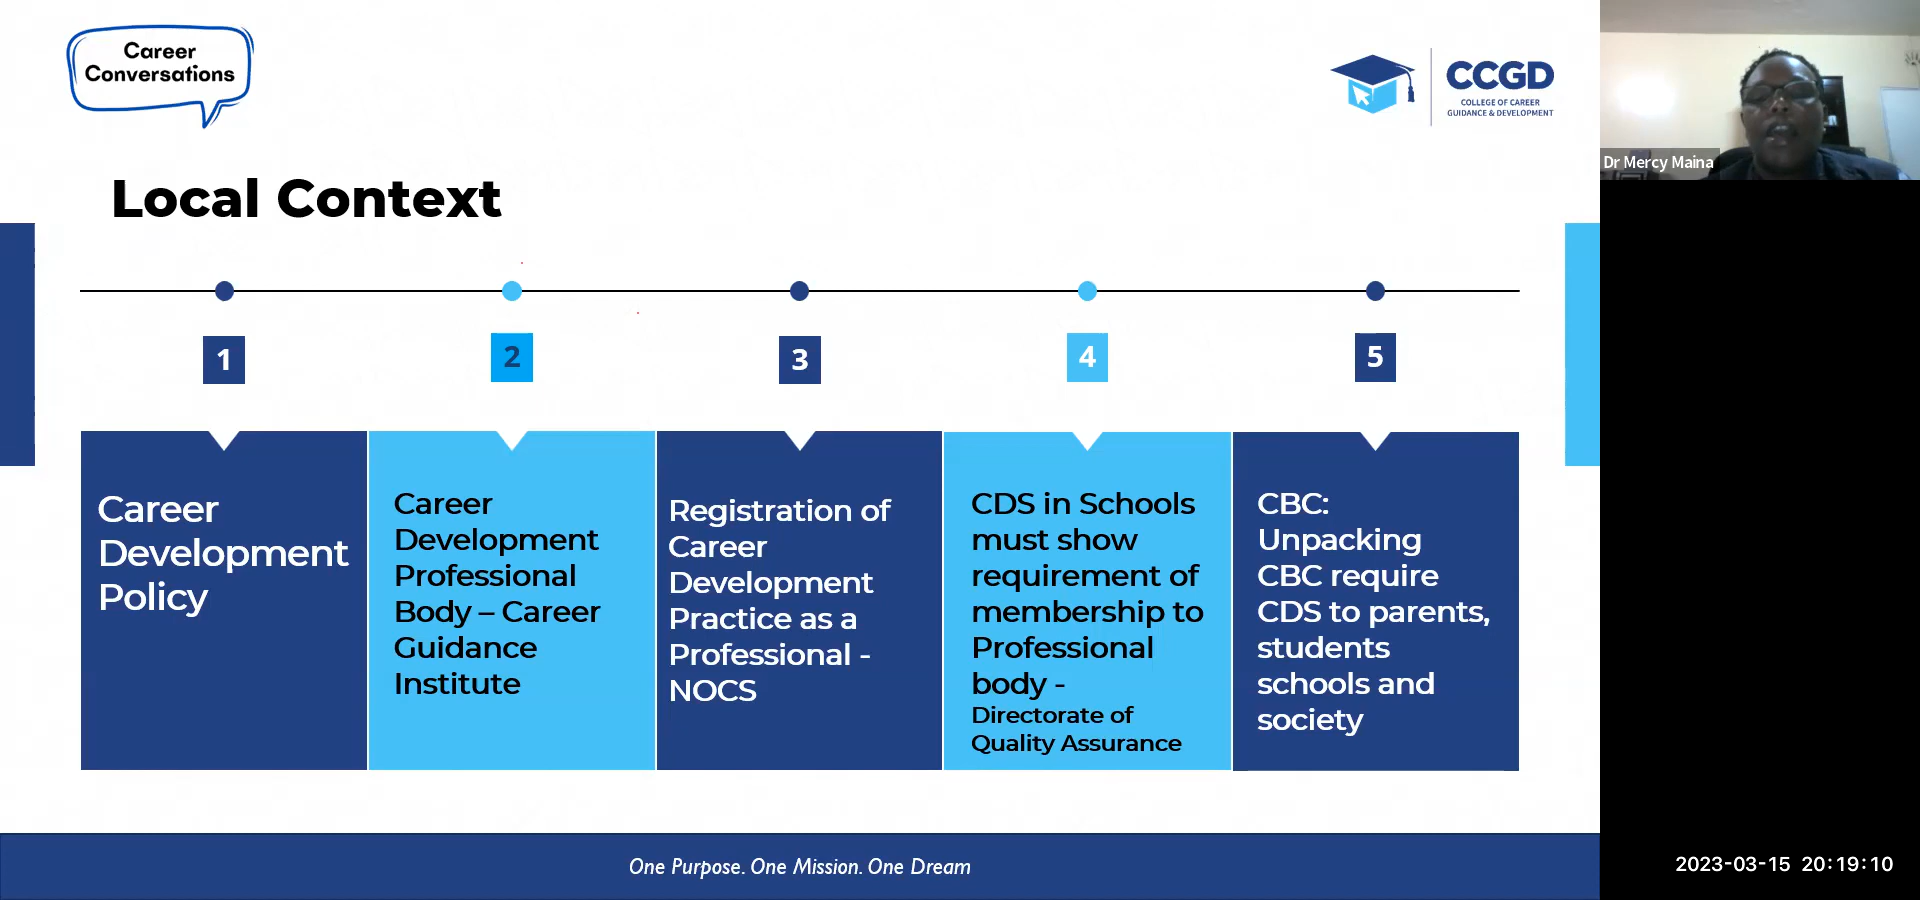 Career
Conversations
CCGD
COLLEGE OF CAREER
GUIDANCE & DEVELOPMENT
Dr Mercy Maina
Local Context
1
2
3
4
5
Career
Development
Policy
Career
Development
Professional
Body – Career
Guidance
Institute
Registration of
Career
Development
Practice as a
Professional -
NOCS
CDS in Schools
must show
requirement of
membership to
Professional
body -
Directorate of
Quality Assurance
CBC:
Unpacking
CBC require
CDS to parents,
students
schools and
society
One Purpose. One Mission. One Dream
2023-03-15 20:19:10